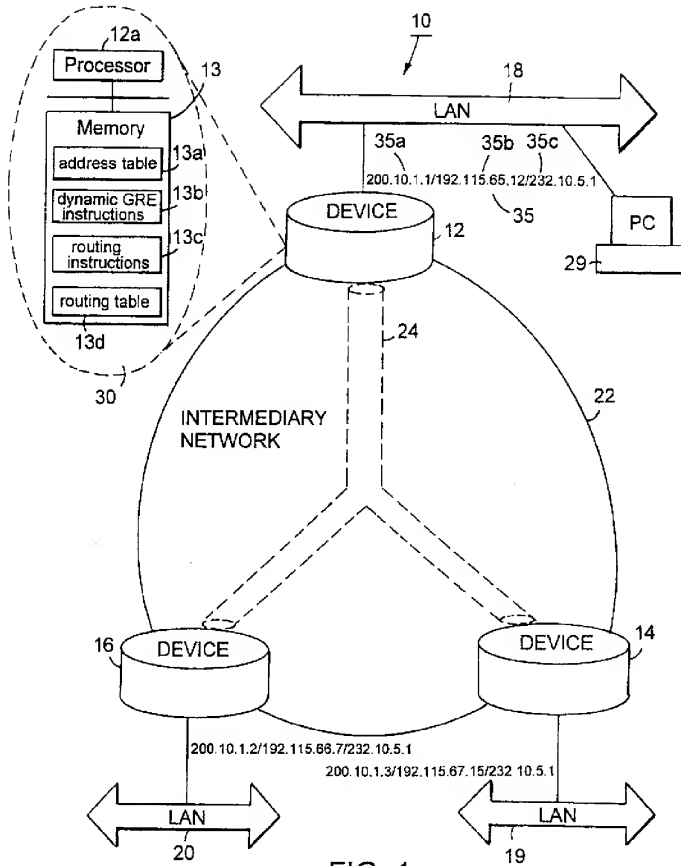 10
12a
Processor
13
18
LAN
Memory
35a
35b
35c
address table
13a
200.10.1.1/192.115.65.12/232.10.5.1
dynamic GRE
instructions
13b
35
DEVICE
PC
routing
instructions
13c
12
29
routing table
13d
24
30
22
INTERMEDIARY
NETWORK
16
DEVICE
DEVICE
14
200.10.1.2/192.115.66.7/232.10.5.1
200.10.1.3/192.115.67.15/232 10.5.1
LAN
20
LAN
19
FIG. 1